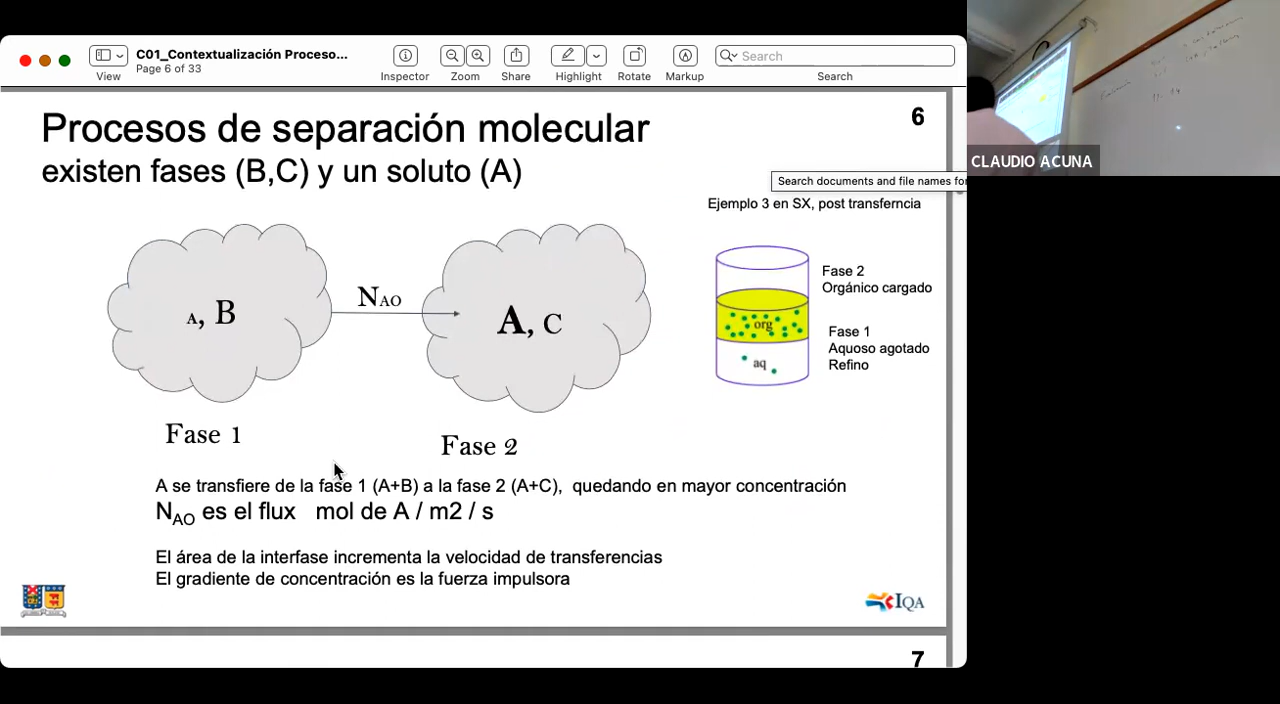 C01_Contextualización Proceso...
Page 6 of 33
View
Inspector
Zoom
Share
Highlight
Rotate
Markup
Search
Search
6
Procesos de separación molecular
existen fases (B,C) y un soluto (A)
Search documents and file names for
Ejemplo 3 en SX, post transferncia
A, B
NAO
A, C
Fase 1
Fase 2
org
aq
Fase 2
Orgánico cargado
Fase 1
Aquoso agotado
Refino
A se transfiere de la fase 1 (A+B) a la fase 2 (A+C), quedando en mayor concentración
NAO es el flux mol de A / m2 / s
El área de la interfase incrementa la velocidad de transferencias
El gradiente de concentración es la fuerza impulsora
IQA
7
CLAUDIO ACUNA